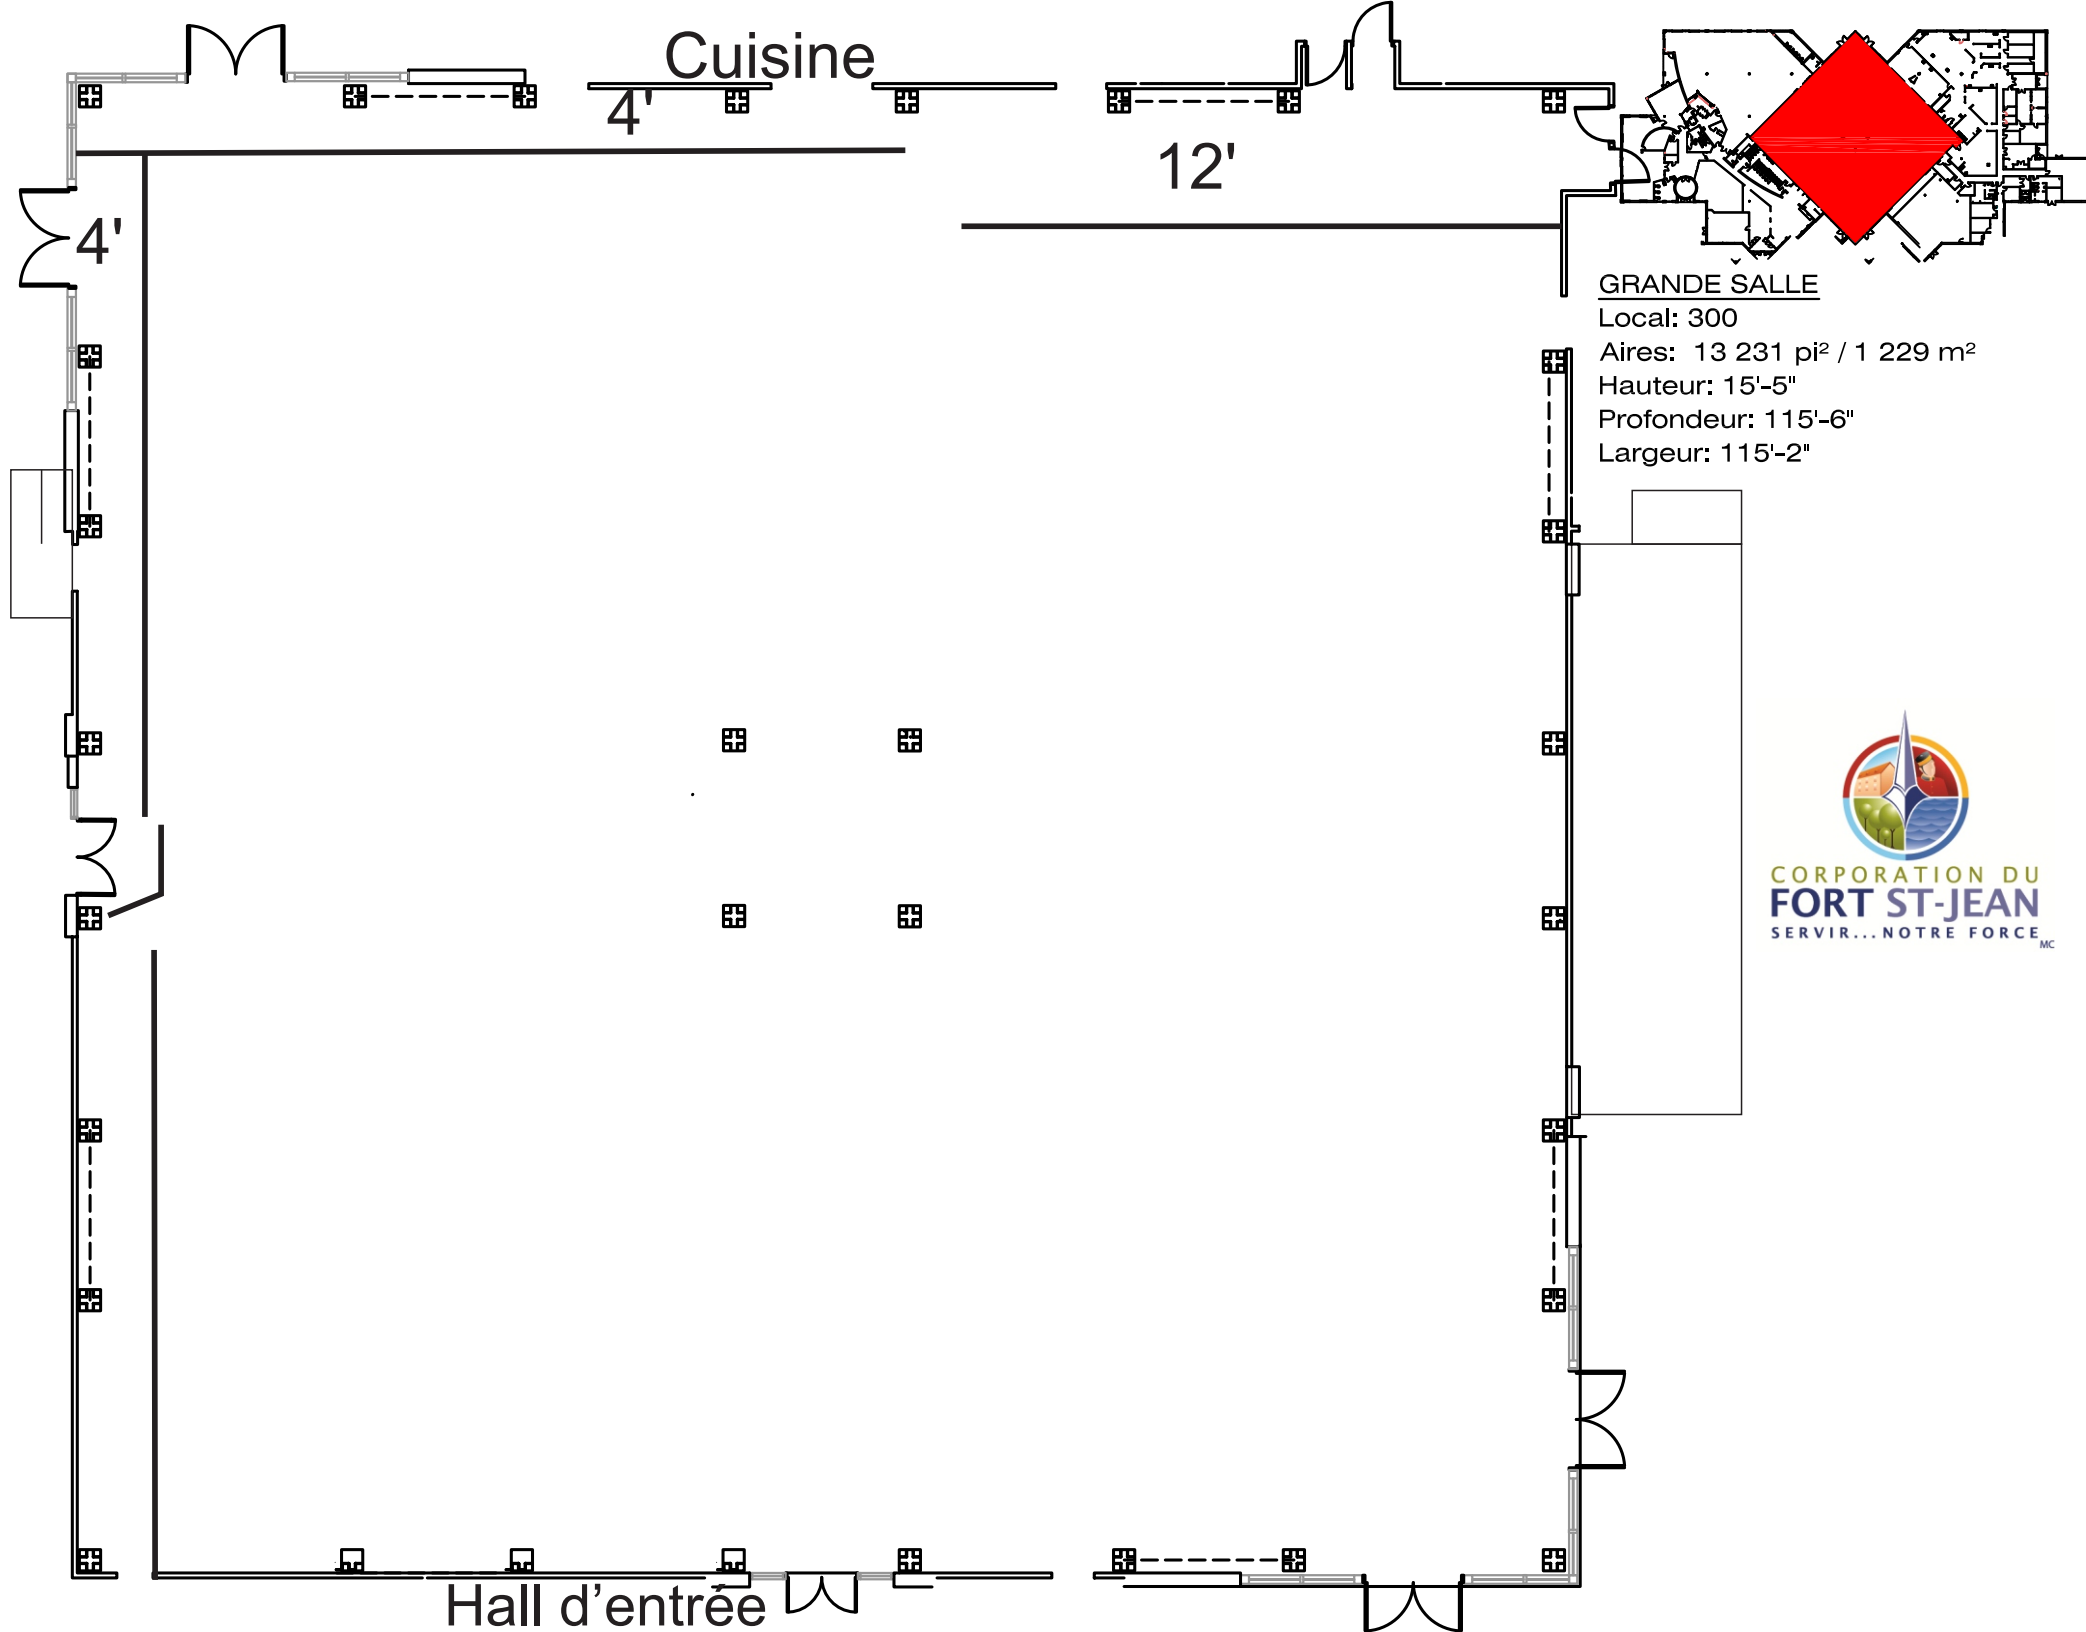 Cuisine
4'
12'
4'
GRANDE SALLE
Local: 300
Aires: 13 231 pi² / 1 229 m²
Hauteur: 15'-5"
Profondeur: 115'-6"
Largeur: 115'-2"
CORPORATION DU
FORT ST-JEAN
SERVIR...NOTRE FORCE MC
Hall d’entrée